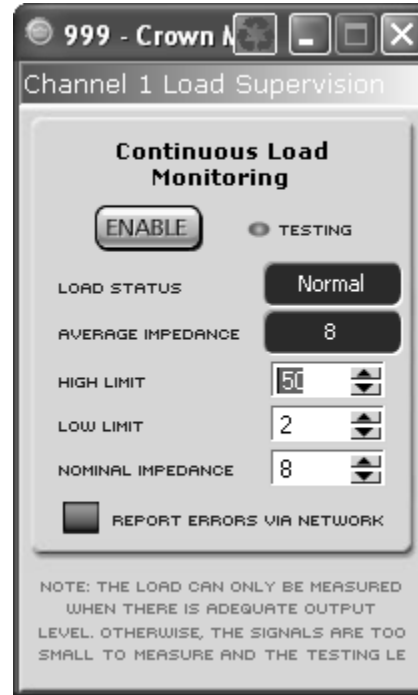 999 - Crown
Channel 1 Load Supervision
Continuous Load
Monitoring
ENABLE
TESTING
LOAD STATUS
Normal
AVERAGE IMPEDANCE
8
HIGH LIMIT
50
LOW LIMIT
2
NOMINAL IMPEDANCE
8
REPORT ERRORS VIA NETWORK
NOTE: THE LOAD CAN ONLY BE MEASURED
WHEN THERE IS ADEQUATE OUTPUT
LEVEL. OTHERWISE, THE SIGNALS ARE TOO
SMALL TO MEASURE AND THE TESTING LE